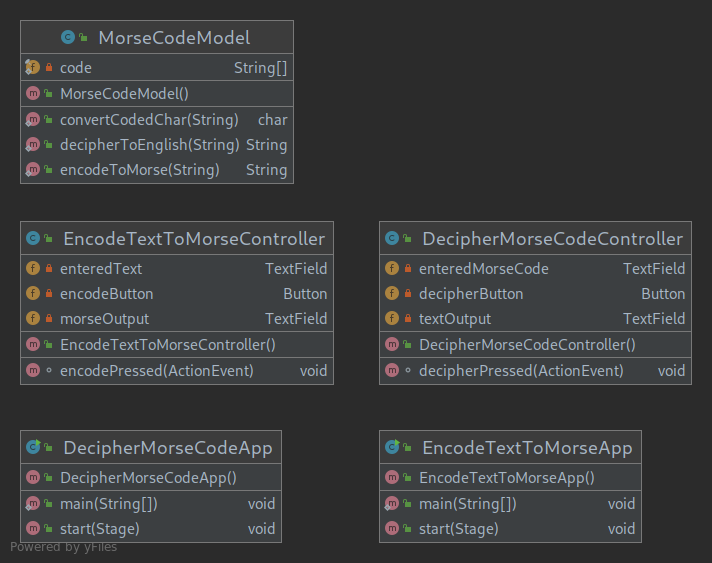 MorseCodeModel
code String[]
MorseCodeModel()
convertCodedChar(String) char
decipherToEnglish(String) String
encodeToMorse(String) String
EncodeTextToMorseController
enteredText TextField
encodeButton Button
morseOutput TextField
EncodeTextToMorseController()
encodePressed(ActionEvent) void
DecipherMorseCodeController
enteredMorseCode TextField
decipherButton Button
textOutput TextField
DecipherMorseCodeController()
decipherPressed(ActionEvent) void
DecipherMorseCodeApp
DecipherMorseCodeApp()
main(String[]) void
start(Stage) void
EncodeTextToMorseApp
EncodeTextToMorseApp()
main(String[]) void
start(Stage) void
Powered by yFiles